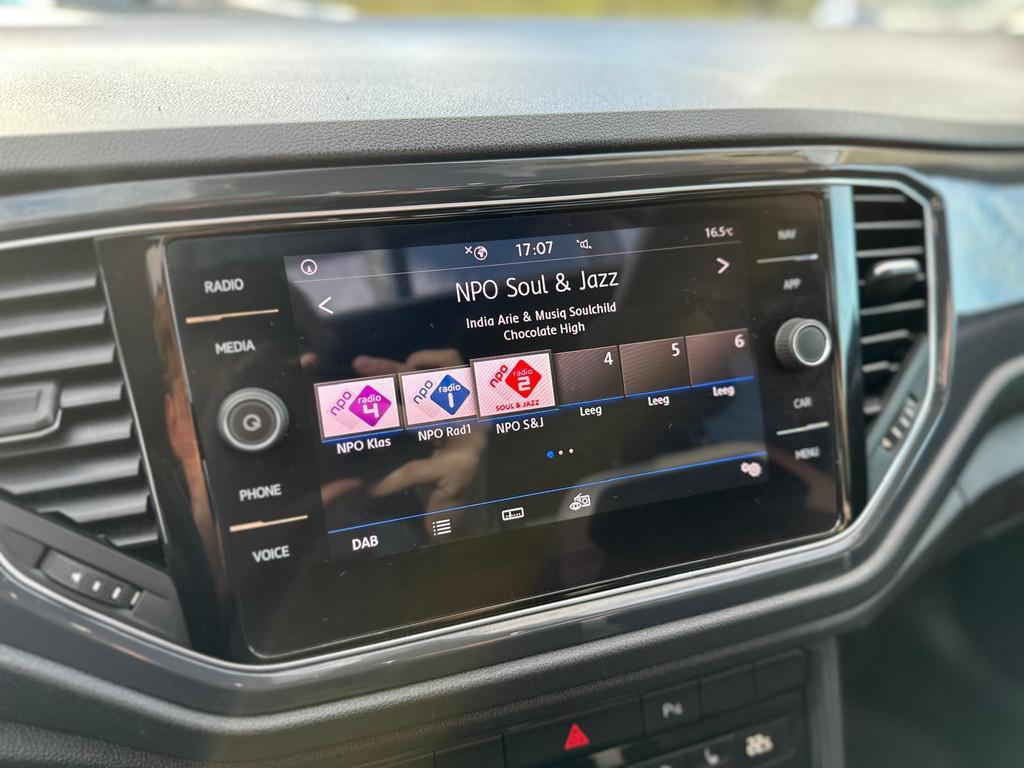 17:07
16.5°C
NPO Soul & Jazz
India Arie & Musiq Soulchild
Chocolate High
RADIO
MEDIA
PHONE
VOICE
NAV
APP
CAR
MENU
npo radio 4
npo radio 1
npo radio 2
SOUL & JAZZ
4
5
6
NPO Klas
NPO Rad1
NPO S&J
Leeg
Leeg
Leeg
DAB
P